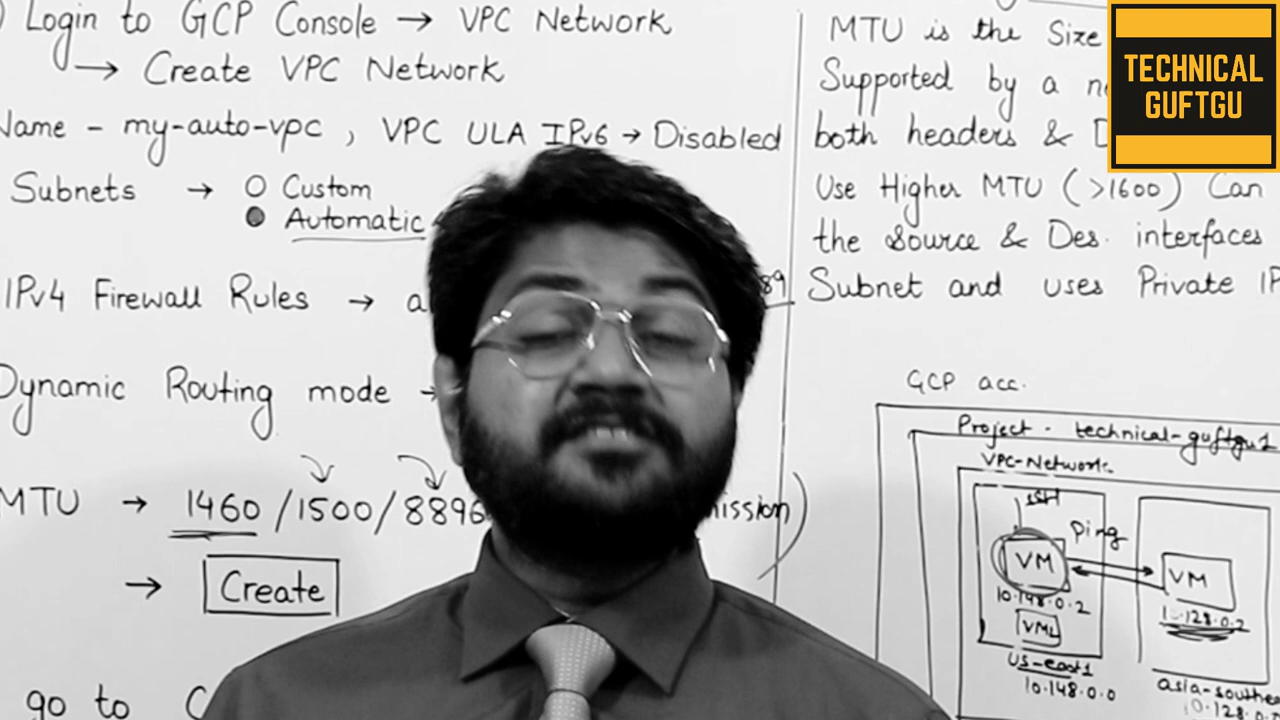 Login to GCP Console → VPC Network
→ Create VPC Network
Name - my-auto-vpc , VPC ULA IPv6 → Disabled
Subnets → Custom
Automatic
IPv4 Firewall Rules →
Dynamic Routing mode →
MTU → 1460 / 1500 / 8896
→ Create
go to
MTU is the Size
Supported by a
both headers &
Use Higher MTU (>1600) Can
the Source & Des. interfaces
Subnet and uses Private IP
GCP acc.
Project - technical-guftgu1
VPC-Network
SSH
Ping
VM
VM
10.148.0.2
VM1
us-east1
10.148.0.0
TECHNICAL
GUFTGU